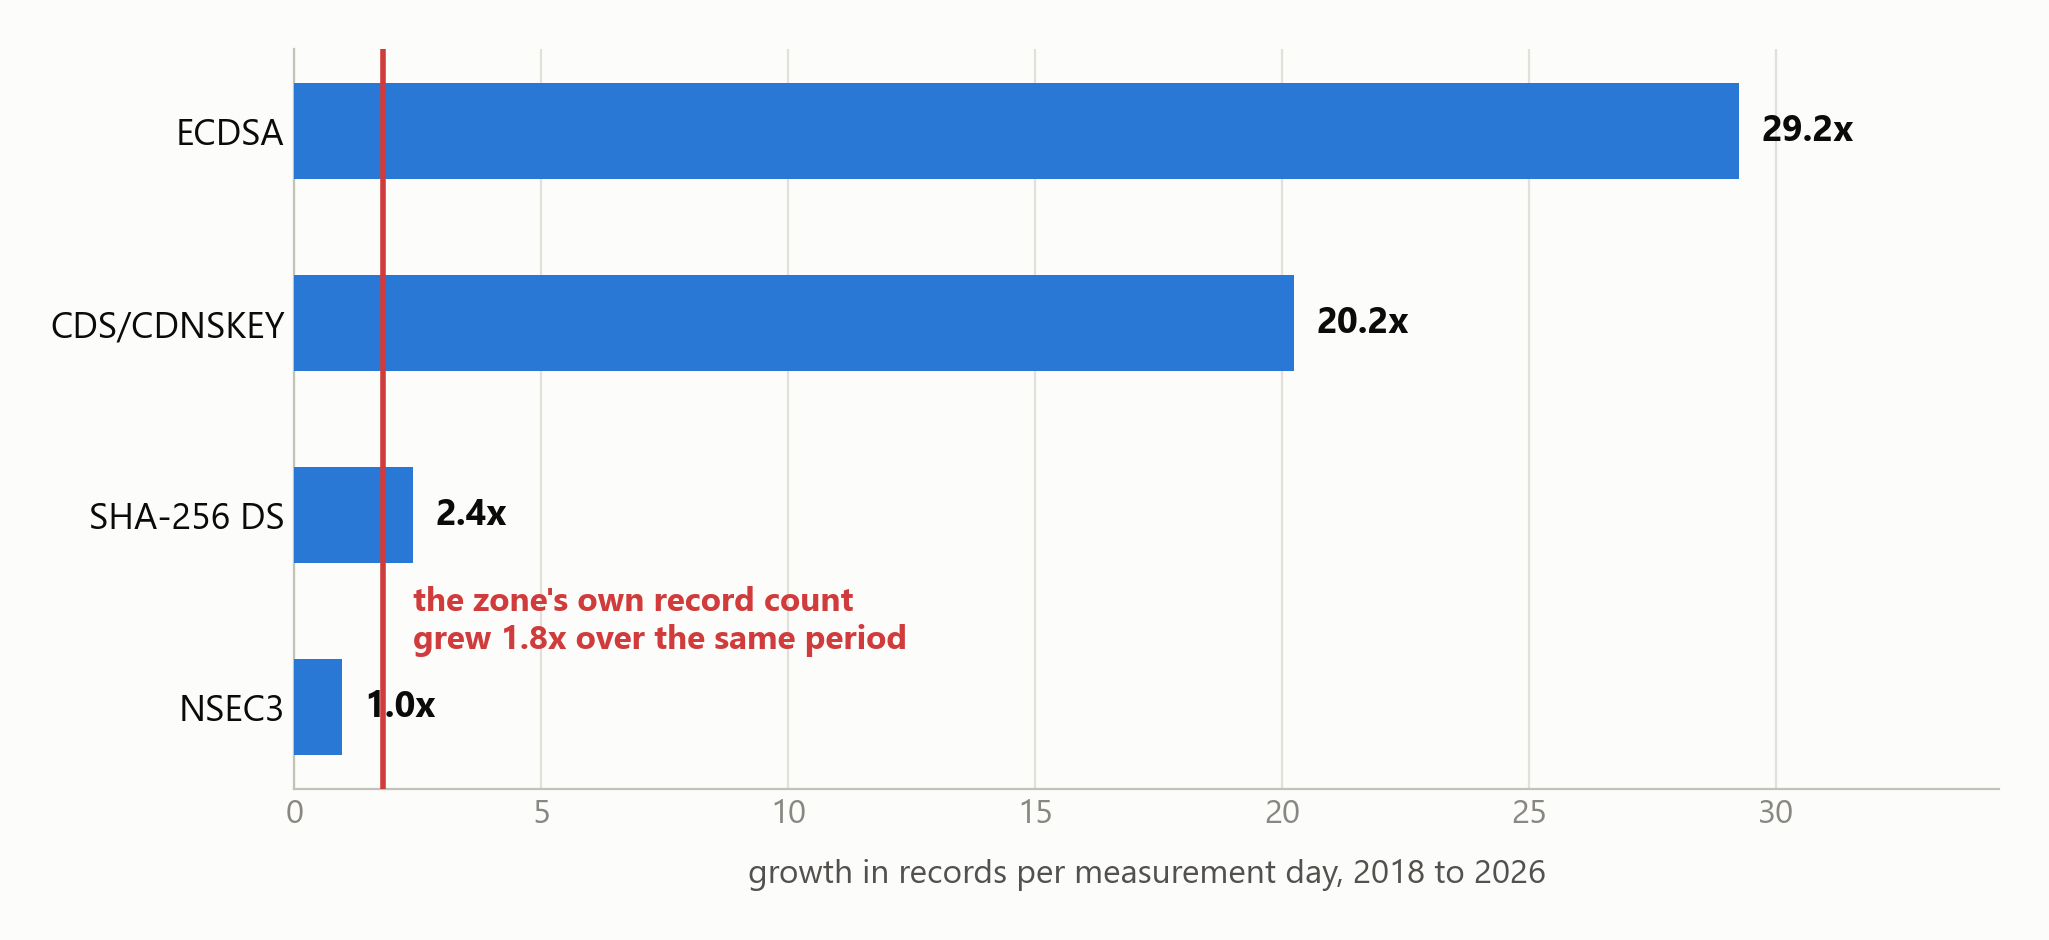 ECDSA
29.2x
CDS/CDNSKEY
20.2x
SHA-256 DS
2.4x
the zone's own record count
grew 1.8x over the same period
NSEC3
1.0x
0 5 10 15 20 25 30
growth in records per measurement day, 2018 to 2026